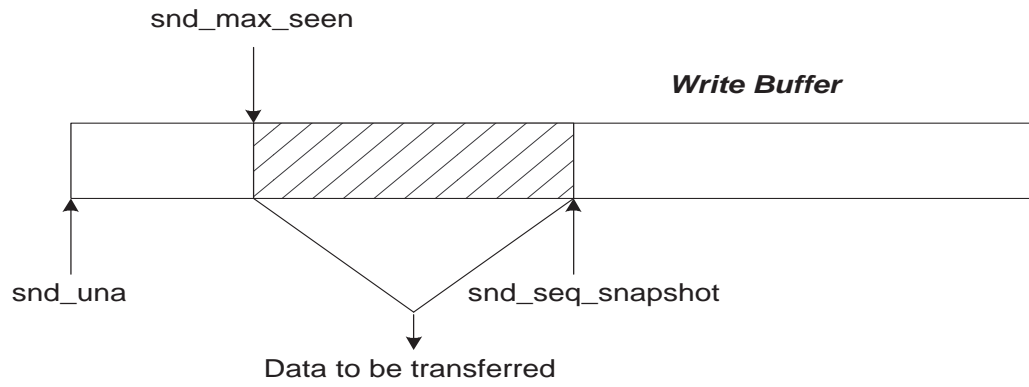 snd_max_seen
Write Buffer
snd_una
snd_seq_snapshot
Data to be transferred